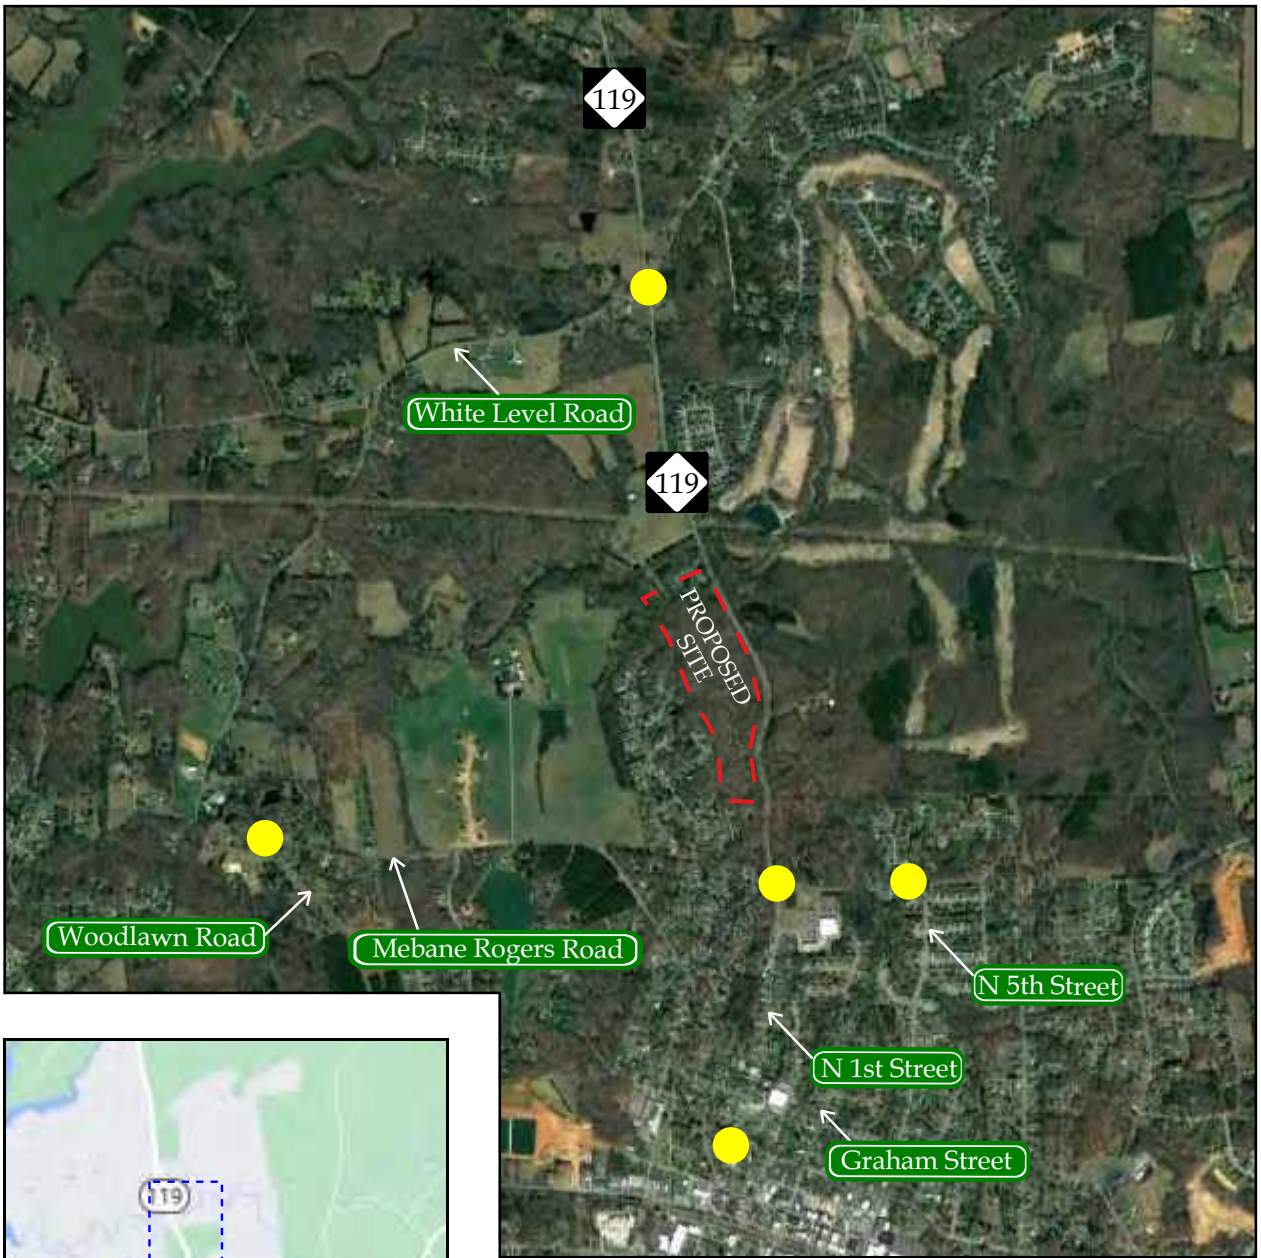 119
White Level Road
119
PROPOSED
SITE
Woodlawn Road
Mebane Rogers Road
N 5th Street
N 1st Street
Graham Street
119